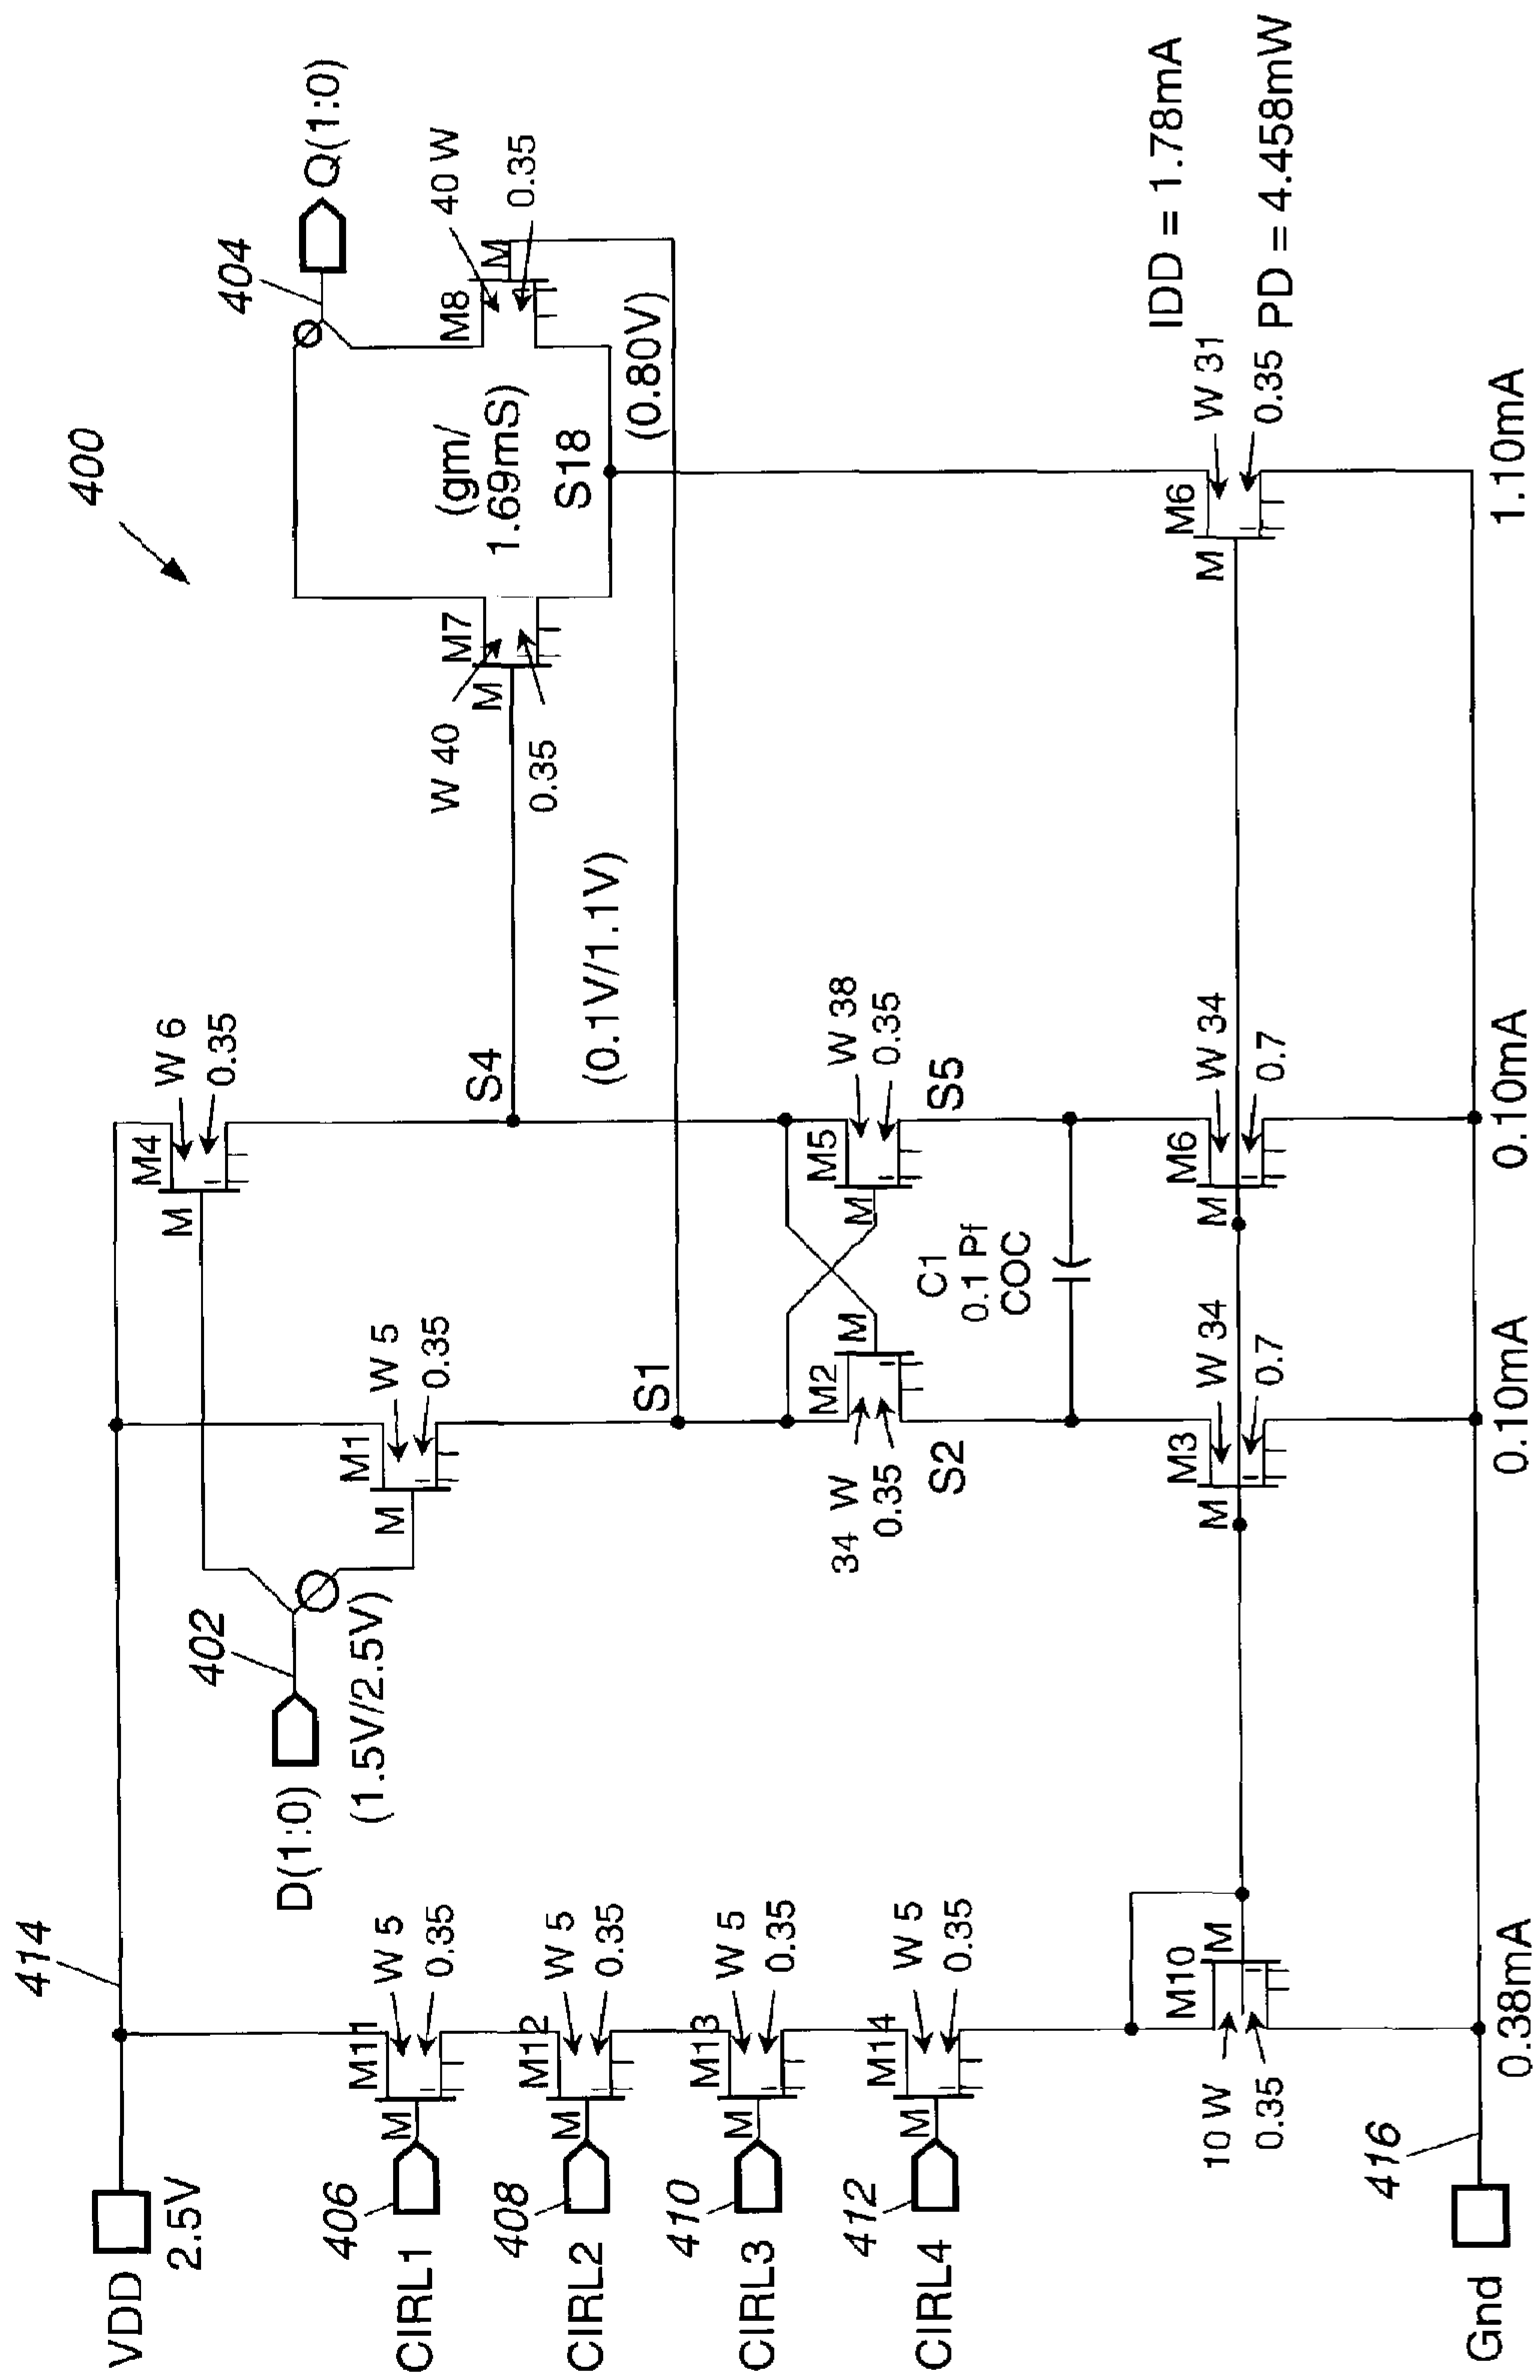 400
404
Q(1:0)
414
VDD
2.5V
402
D(1:0)
(1.5V/2.5V)
M4
M
W 6
0.35
M1
M
W 5
0.35
S4
S1
(0.1V/1.1V)
M7
M
W 40
0.35
(gm/
1.69mS)
S18
M8
M
40 W
0.35
(0.80V)
406
CIRL1
M11
M
W 5
0.35
408
CIRL2
M12
M
W 5
0.35
410
CIRL3
M13
M
W 5
0.35
412
CIRL4
M14
M
W 5
0.35
M2
M
34 W
0.35
S2
M5
M
W 38
0.35
S5
C1
0.1 Pf
COC
M10
M
10 W
0.35
M3
M
W 34
0.7
M6
M
W 34
0.7
M6
M
W 31
0.35
IDD = 1.78mA
PD = 4.458mW
416
Gnd
0.38mA
0.10mA
0.10mA
1.10mA